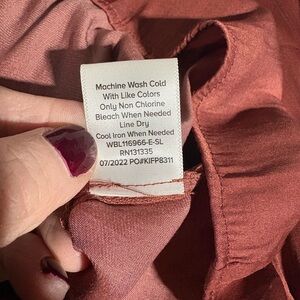 Machine Wash Cold
With Like Colors
Only Non Chlorine
Bleach When Needed
Line Dry
Cool Iron When Needed
WBL116966-E-SL
RN131335
07/2022 PO#KIFP8311